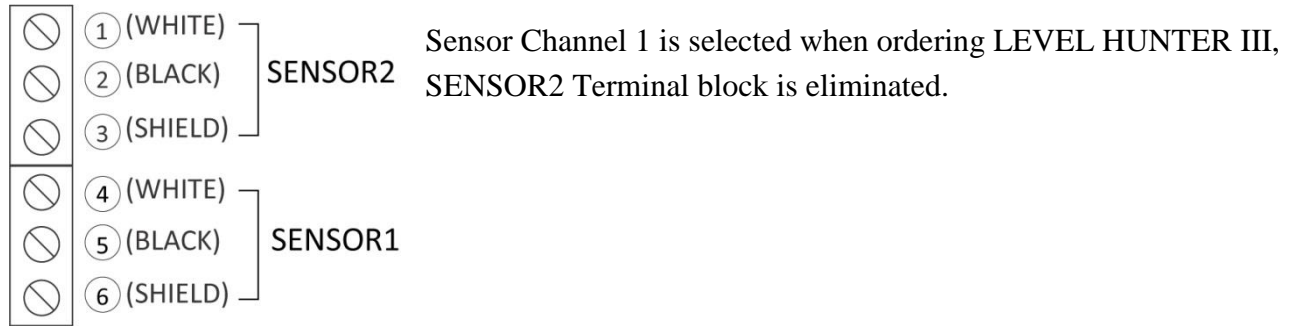 1 (WHITE)
2 (BLACK) SENSOR2
3 (SHIELD)
4 (WHITE)
5 (BLACK) SENSOR1
6 (SHIELD)
Sensor Channel 1 is selected when ordering LEVEL HUNTER III,
SENSOR2 Terminal block is eliminated.